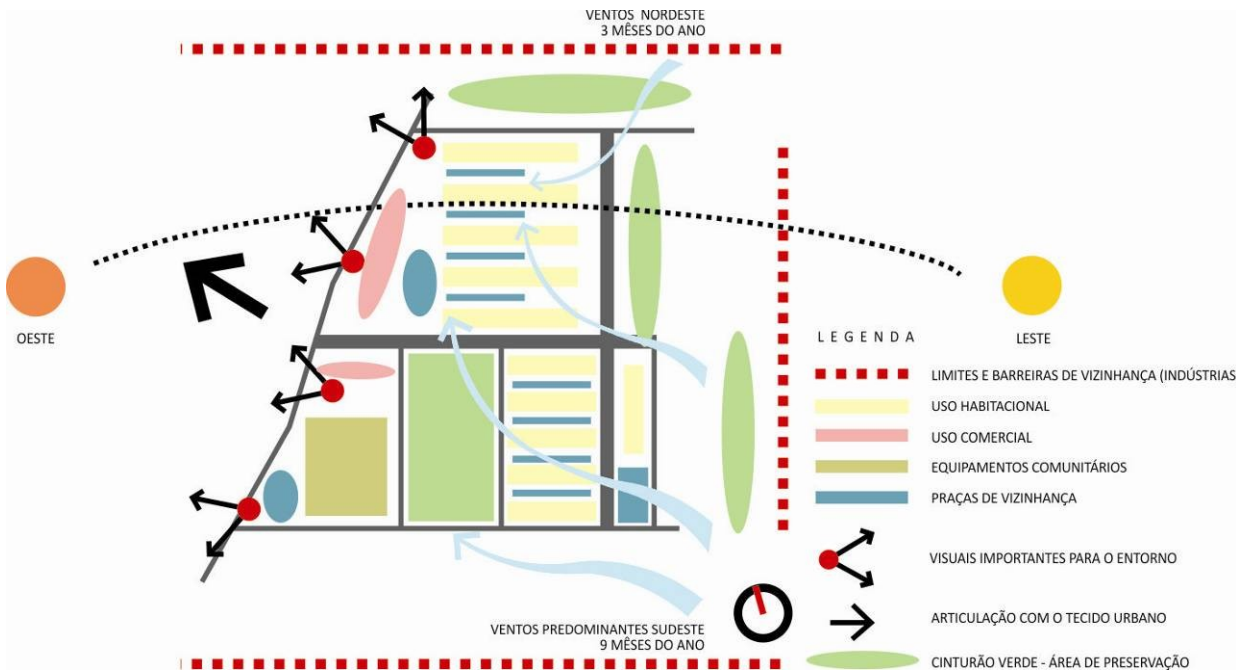 VENTOS NORDESTE
3 MÊSES DO ANO
OESTE
LESTE
LEGENDA
LIMITES E BARREIRAS DE VIZINHANÇA (INDÚSTRIAS
USO HABITACIONAL
USO COMERCIAL
EQUIPAMENTOS COMUNITÁRIOS
PRAÇAS DE VIZINHANÇA
VISUAIS IMPORTANTES PARA O ENTORNO
ARTICULAÇÃO COM O TECIDO URBANO
CINTURÃO VERDE - ÁREA DE PRESERVAÇÃO
VENTOS PREDOMINANTES SUDESTE
9 MÊSES DO ANO